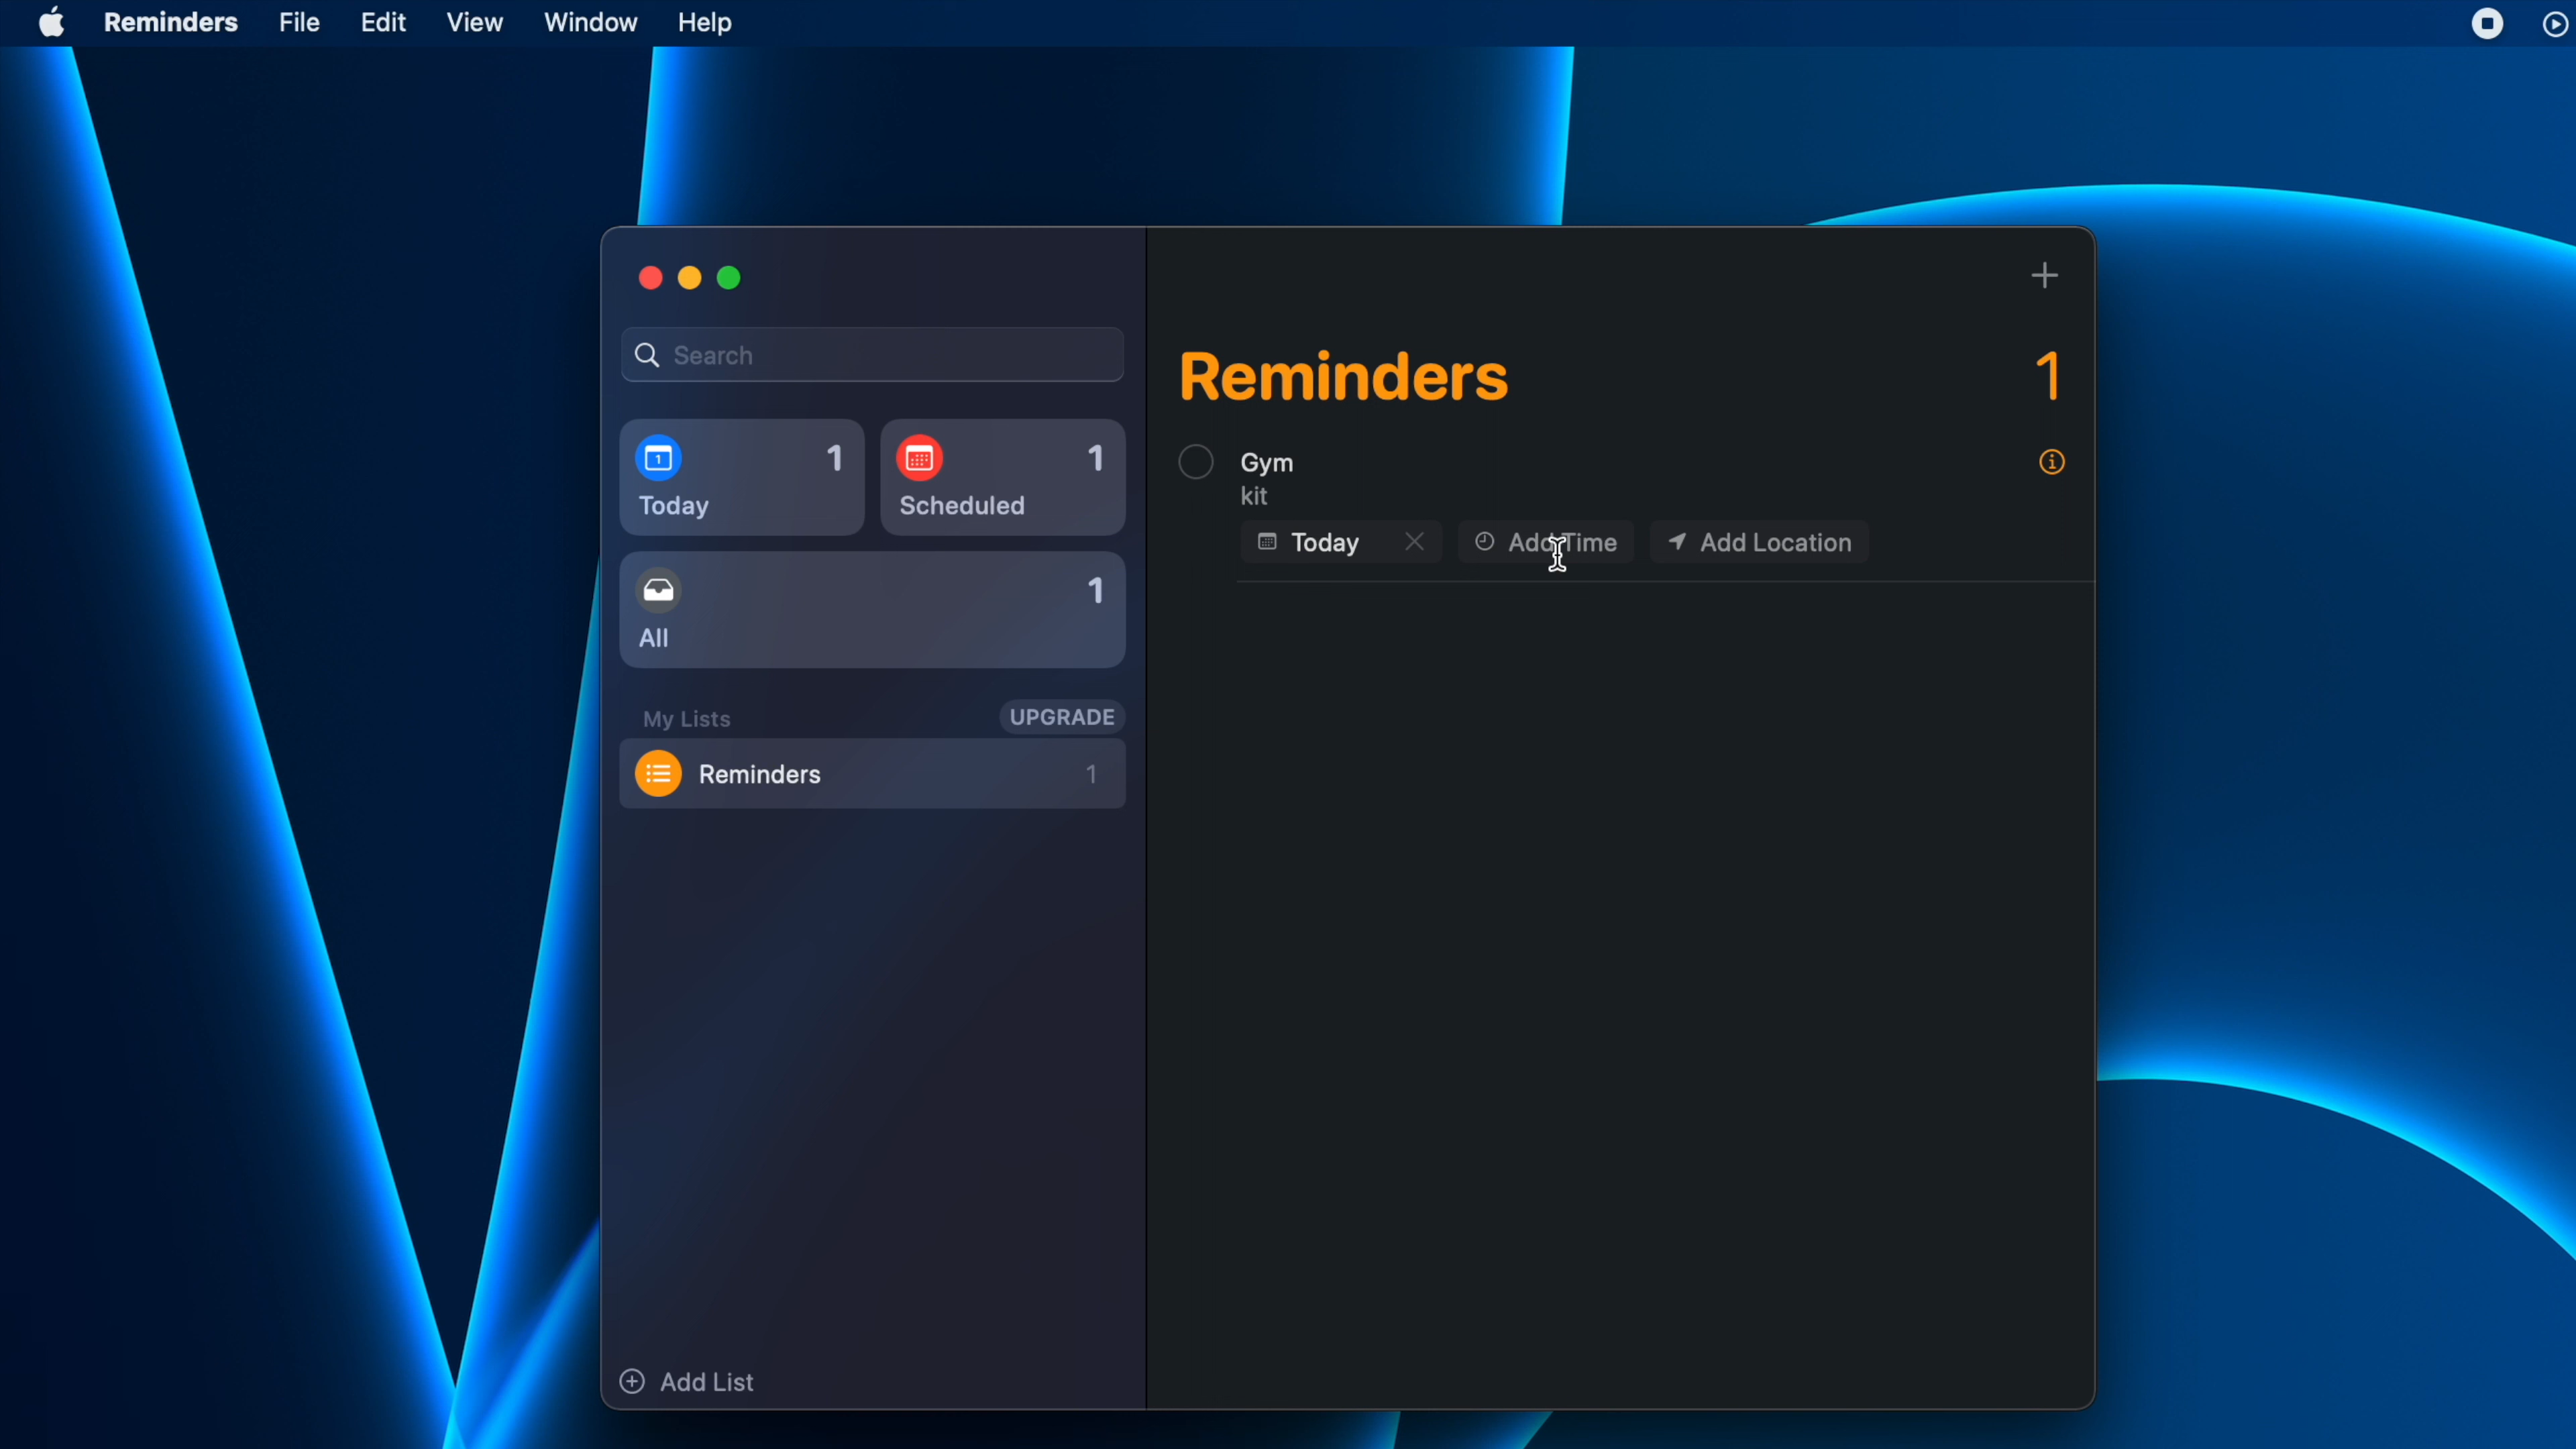 Reminders File Edit View Window Help
Search
Today 1
Scheduled 1
All 1
My Lists UPGRADE
Reminders 1
Add List
Reminders 1
Gym
kit
Today Add Time Add Location